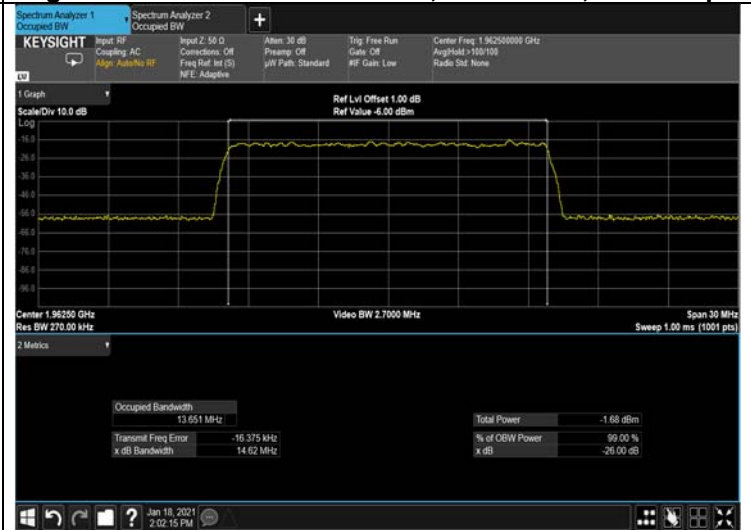 Spectrum Analyzer 1
Occupied BW
Spectrum Analyzer 2
Occupied BW
+
KEYSIGHT
LXI
Input: RF
Coupling: AC
Align: Auto/No RF
Input Z: 50 Ω
Corrections: Off
Freq Ref: Int (S)
NFE: Adaptive
Atten: 30 dB
Preamp: Off
µW Path: Standard
Trig: Free Run
Gate: Off
#IF Gain: Low
Center Freq: 1.962500000 GHz
Avg|Hold:>100/100
Radio Std: None
1 Graph
Scale/Div 10.0 dB
Ref Lvl Offset 1.00 dB
Ref Value -6.00 dBm
Log
-16.0
-26.0
-36.0
-46.0
-56.0
-66.0
-76.0
-86.0
-96.0
Center 1.96250 GHz
Res BW 270.00 kHz
Video BW 2.7000 MHz
Span 30 MHz
Sweep 1.00 ms (1001 pts)
2 Metrics
Occupied Bandwidth
13.651 MHz
Total Power -1.68 dBm
Transmit Freq Error -16.375 kHz
% of OBW Power 99.00 %
x dB Bandwidth 14.62 MHz
x dB -26.00 dB
?
Jan 18, 2021
2:02:15 PM